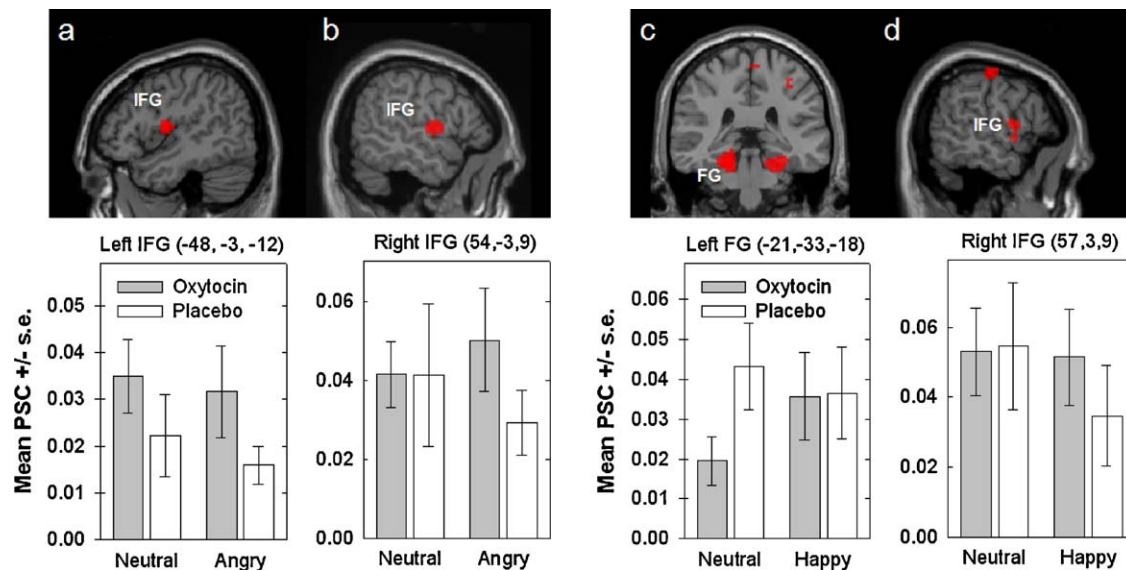 a
b
c
d
IFG
IFG
FG
IFG
Left IFG (-48, -3, -12)
Oxytocin
Placebo
Mean PSC +/- s.e.
0.05
0.04
0.03
0.02
0.01
0.00
Neutral Angry
Right IFG (54,-3,9)
0.06
0.04
0.02
0.00
Neutral Angry
Left FG (-21,-33,-18)
Oxytocin
Placebo
Mean PSC +/- s.e.
0.06
0.05
0.04
0.03
0.02
0.01
0.00
Neutral Happy
Right IFG (57,3,9)
0.06
0.04
0.02
0.00
Neutral Happy